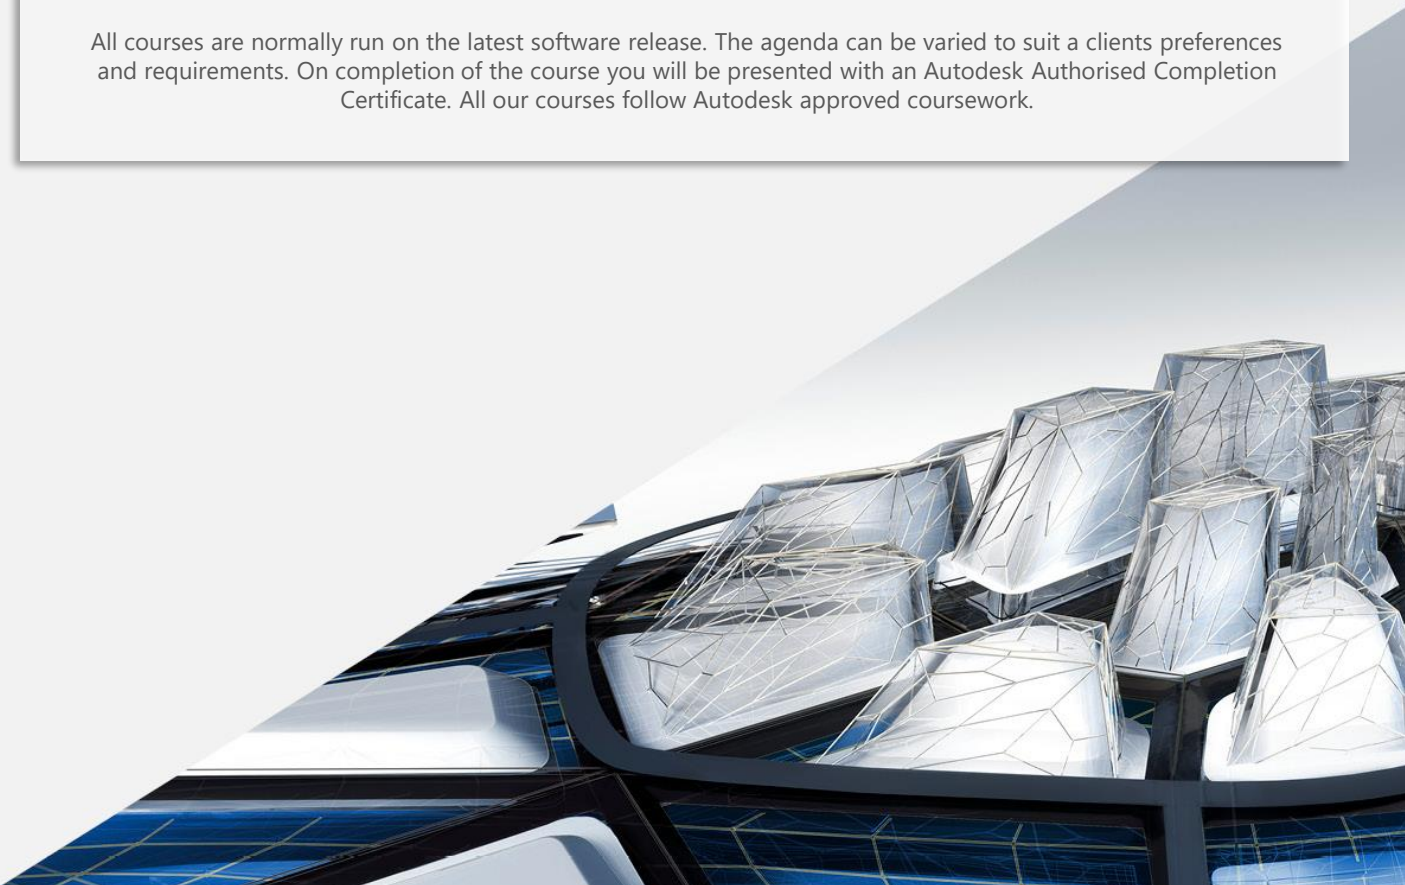 All courses are normally run on the latest software release. The agenda can be varied to suit a clients preferences
and requirements. On completion of the course you will be presented with an Autodesk Authorised Completion
Certificate. All our courses follow Autodesk approved coursework.